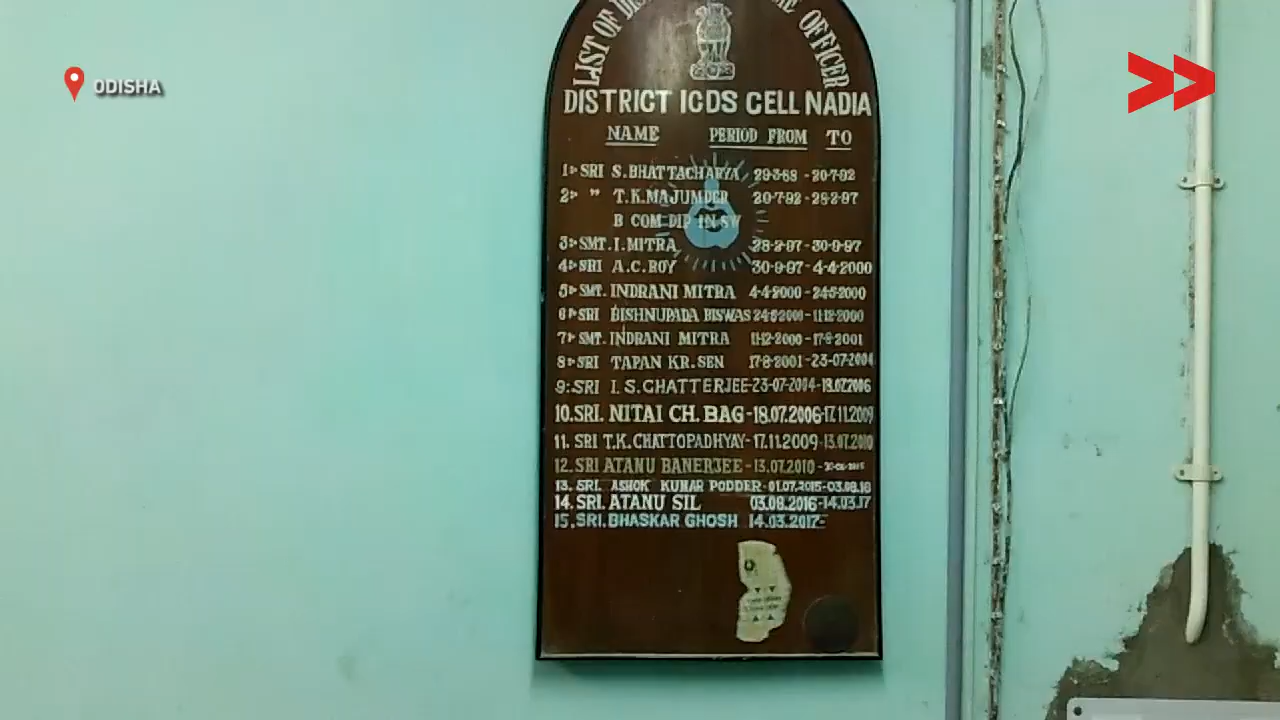 ODISHA
LIST OF OFFICER
DISTRICT ICDS CELL NADIA
NAME PERIOD FROM TO
1 SRI S. BHATTACHARYA 29-3-88 - 20-7-92
2 " T.K. MAJUMDER 20-7-92 - 28-2-97
B COM DIP IN SW
3 SMT. I. MITRA 28-2-97 - 30-9-97
4 SRI A.C. ROY 30-9-97 - 4-4-2000
5 SMT. INDRANI MITRA 4-4-2000 - 24-5-2000
6 SRI BISHNUPADA BISWAS 24-5-2000 - 11-12-2000
7 SMT. INDRANI MITRA 11-12-2000 - 17-8-2001
8 SRI TAPAN KR. SEN 17-8-2001 - 23-07-2004
9. SRI I. S. CHATTERJEE - 23-07-2004 - 18.07.2006
10. SRI. NITAI CH. BAG - 18.07.2006 - 17.11.2009
11. SRI T.K. CHATTOPADHYAY - 17.11.2009 - 13.07.2010
12. SRI ATANU BANERJEE - 13.07.2010 -
13. SRI. ASHOK KUMAR PODDER - 01.07.2015 - 03.08.16
14. SRI. ATANU SIL 03.08.2016 - 14.03.17
15. SRI. BHASKAR GHOSH 14.03.2017 -